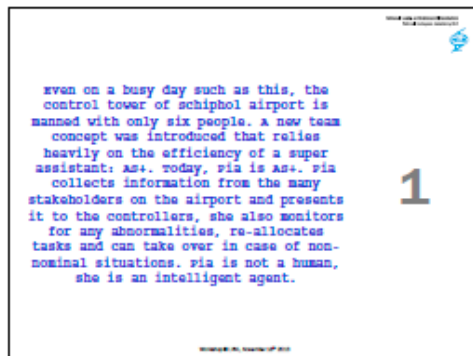 Even on a busy day such as this, the
control tower of schiphol airport is
manned with only six people. A new team
concept was introduced that relies
heavily on the efficiency of a super
assistant: AS+. Today, Pia is AS+. Pia
collects information from the many
stakeholders on the airport and presents
it to the controllers, she also monitors
for any abnormalities, re-allocates
tasks and can take over in case of non-
nominal situations. Pia is not a human,
she is an intelligent agent.
1